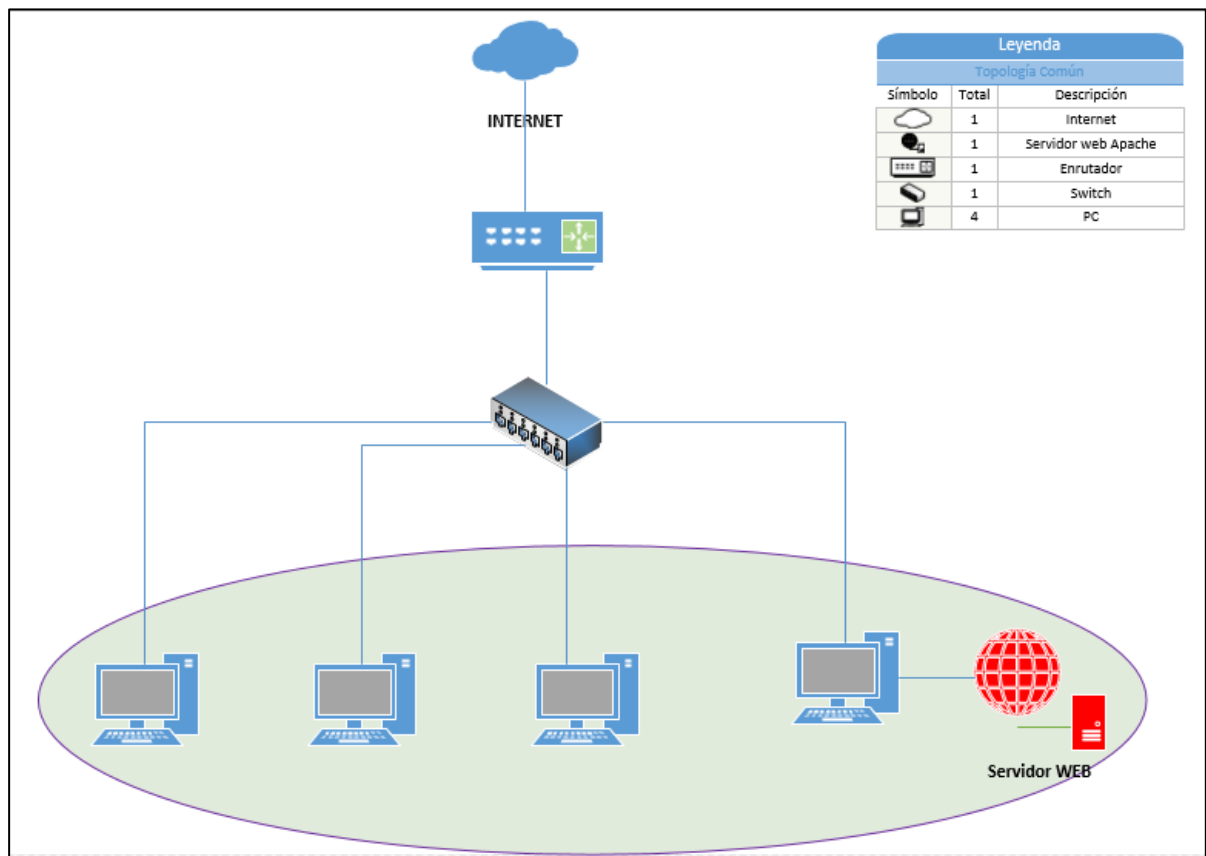 INTERNET
Leyenda
Topología Común
Símbolo Total Descripción
1 Internet
1 Servidor web Apache
1 Enrutador
1 Switch
4 PC
Servidor WEB